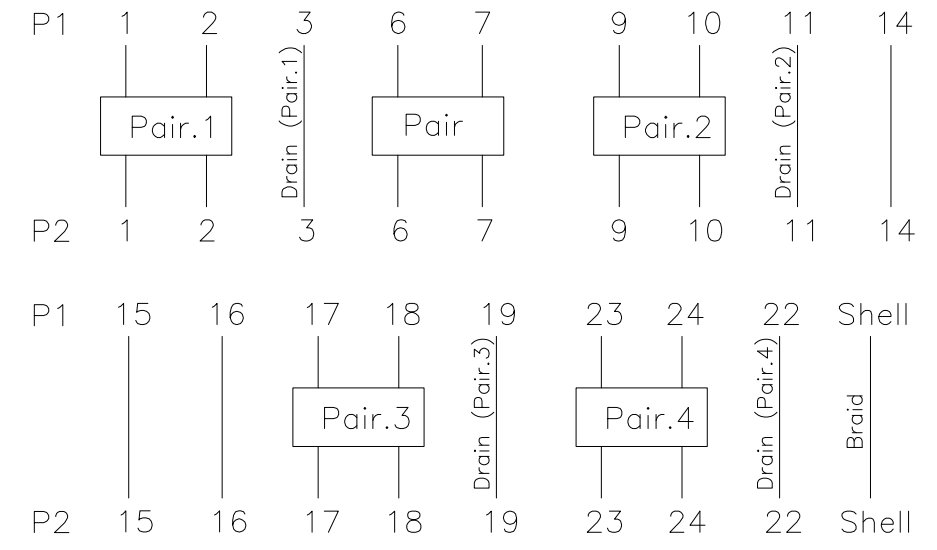 P1 1 2 3 6 7 9 10 11 14
Pair.1 Drain (Pair.1) Pair Pair.2 Drain (Pair.2)
P2 1 2 3 6 7 9 10 11 14
P1 15 16 17 18 19 23 24 22 Shell
Pair.3 Drain (Pair.3) Pair.4 Drain (Pair.4) Braid
P2 15 16 17 18 19 23 24 22 Shell